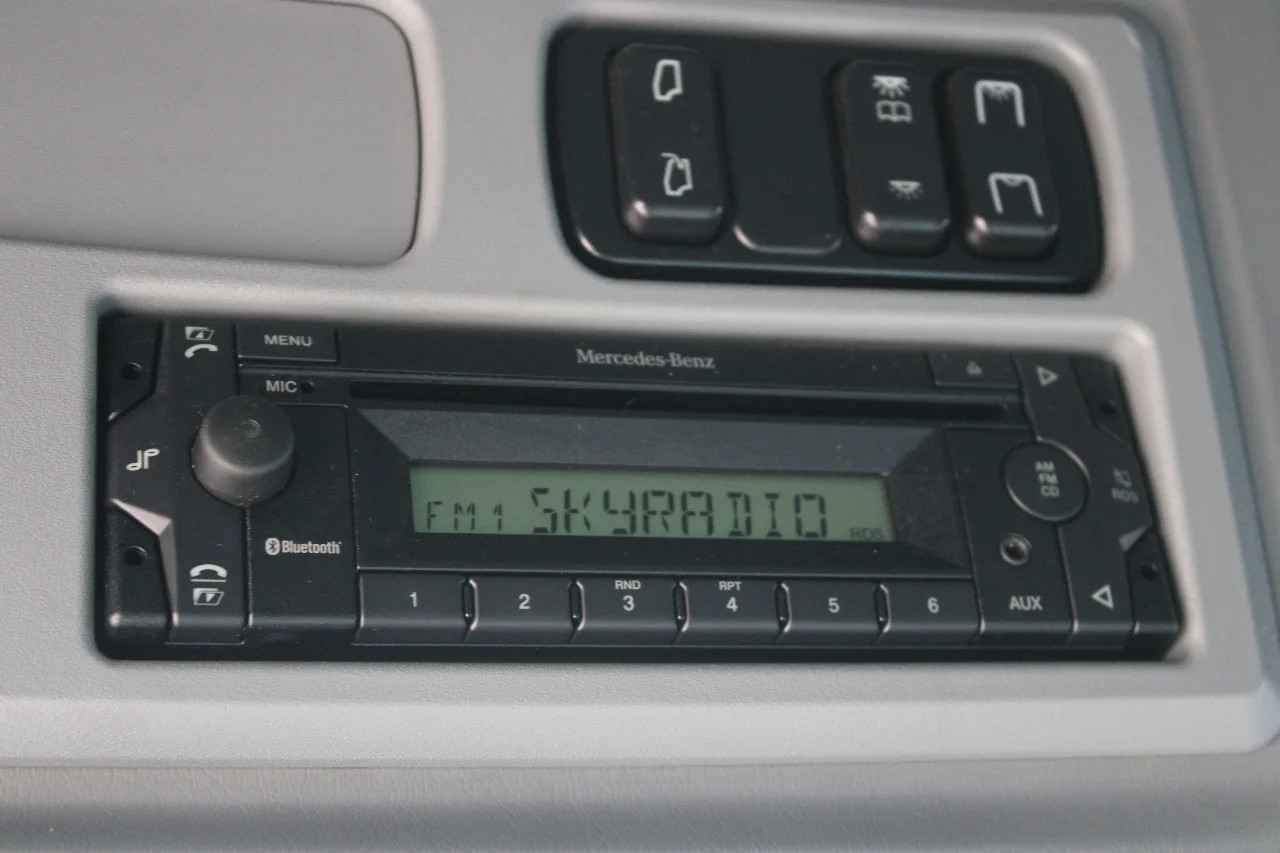 MENU
Mercedes-Benz
MIC
AM
FM
CD
RDS
FM1 SKYRADIO RDS
Bluetooth
RND
RPT
1 2 3 4 5 6
AUX